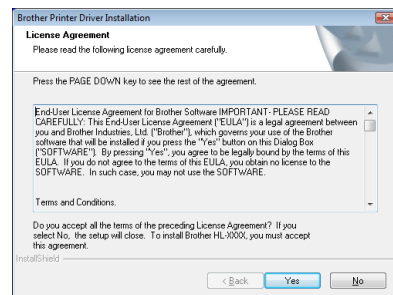 Brother Printer Driver Installation
License Agreement
Please read the following license agreement carefully.
Press the PAGE DOWN key to see the rest of the agreement.
End-User License Agreement for Brother Software IMPORTANT- PLEASE READ
CAREFULLY: This End-User License Agreement ("EULA") is a legal agreement between
you and Brother Industries, Ltd. ("Brother"), which governs your use of the Brother
software that will be installed if you press the "Yes" button on this Dialog Box
("SOFTWARE"). By pressing "Yes", you agree to be legally bound by the terms of this
EULA. If you do not agree to the terms of this EULA, you obtain no license to the
SOFTWARE. In such case, you may not use the SOFTWARE.
Terms and Conditions.
Do you accept all the terms of the preceding License Agreement? If you
select No, the setup will close. To install Brother HL-XXXX, you must accept
this agreement.
InstallShield
< Back Yes No